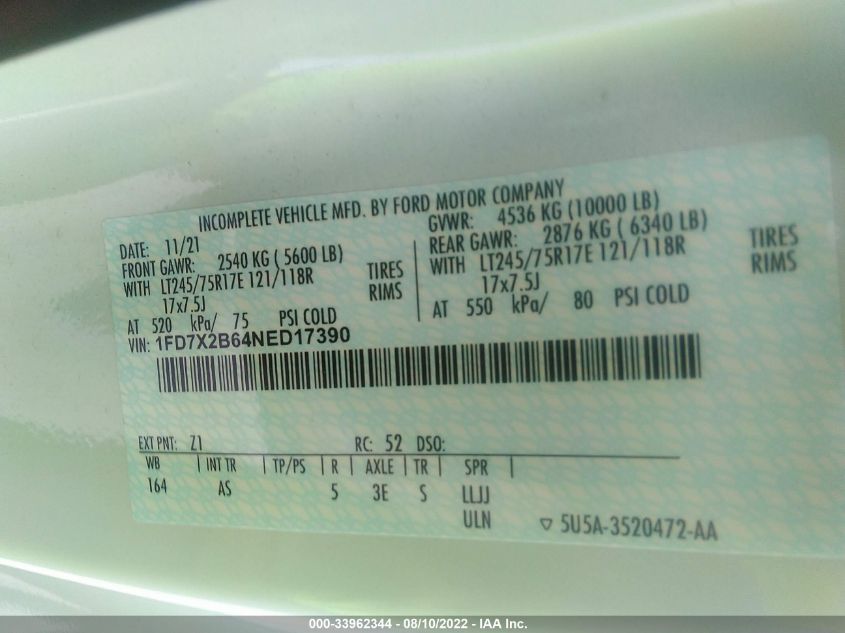 INCOMPLETE VEHICLE MFD. BY FORD MOTOR COMPANY
DATE: 11/21
FRONT GAWR: 2540 KG ( 5600 LB)
WITH LT245/75R17E 121/118R TIRES
17x7.5J RIMS
AT 520 kPa/ 75 PSI COLD
GVWR: 4536 KG (10000 LB)
REAR GAWR: 2876 KG ( 6340 LB)
WITH LT245/75R17E 121/118R TIRES
17x7.5J RIMS
AT 550 kPa/ 80 PSI COLD
VIN: 1FD7X2B64NED17390
EXT PNT: Z1 RC: 52 DSO:
WB INT TR TP/PS R AXLE TR SPR
164 AS 5 3E S LLJJ
ULN
5U5A-3520472-AA
000-33962344 - 08/10/2022 - IAA Inc.